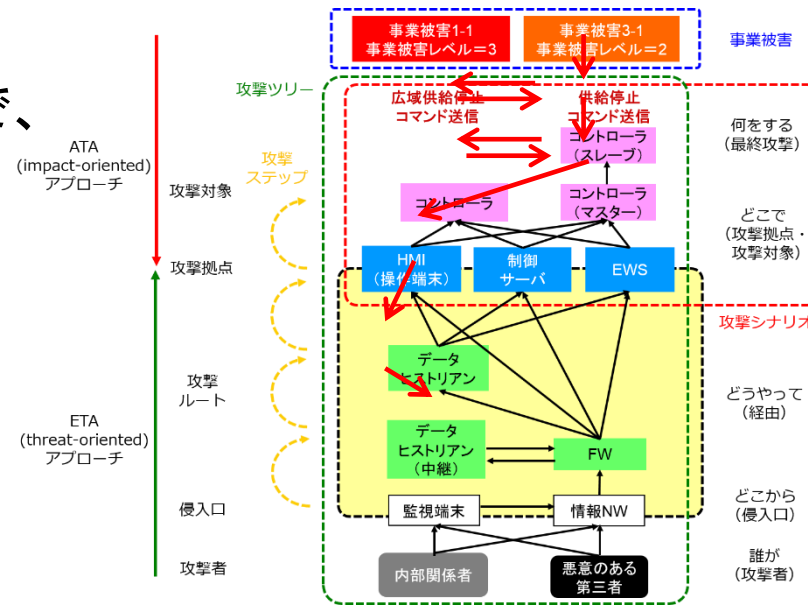 事業被害1-1
事業被害レベル＝3
事業被害3-1
事業被害レベル＝2
事業被害
攻撃ツリー
で、
広域供給停止
コマンド送信
供給停止
コマンド送信
何をする
（最終攻撃）
ATA
(impact-oriented)
アプローチ
攻撃
ステップ
コントローラ
（スレーブ）
攻撃対象
コントローラ
コントローラ
（マスター）
どこで
（攻撃拠点・
攻撃対象）
攻撃拠点
HMI
（操作端末）
制御
サーバ
EWS
攻撃シナリオ
データ
ヒストリアン
攻撃
ルート
どうやって
（経由）
ETA
(threat-oriented)
アプローチ
データ
ヒストリアン
（中継）
FW
侵入口
監視端末
情報NW
どこから
（侵入口）
攻撃者
内部関係者
悪意のある
第三者
誰が
（攻撃者）